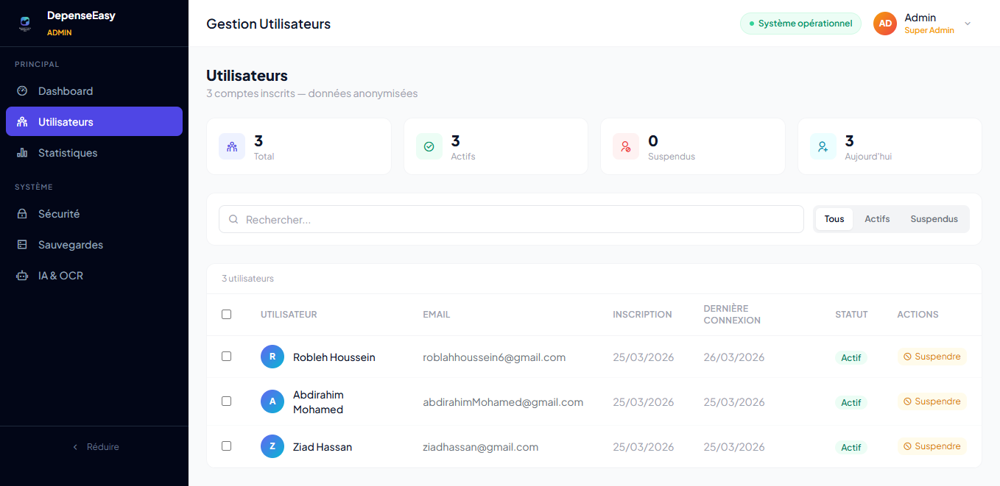 DepenseEasy
ADMIN
PRINCIPAL
Dashboard
Utilisateurs
Statistiques
SYSTÈME
Sécurité
Sauvegardes
IA & OCR
Réduire
Gestion Utilisateurs
Système opérationnel
AD
Admin
Super Admin
Utilisateurs
3 comptes inscrits — données anonymisées
3
Total
3
Actifs
0
Suspendus
3
Aujourd'hui
Rechercher...
Tous Actifs Suspendus
3 utilisateurs
UTILISATEUR EMAIL INSCRIPTION DERNIÈRE CONNEXION STATUT ACTIONS
R Robleh Houssein roblahhoussein6@gmail.com 25/03/2026 26/03/2026 Actif Suspendre
A Abdirahim Mohamed abdirahimMohamed@gmail.com 25/03/2026 25/03/2026 Actif Suspendre
Z Ziad Hassan ziadhassan@gmail.com 25/03/2026 25/03/2026 Actif Suspendre